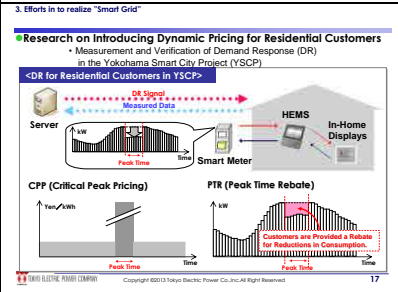 3. Efforts in to realize "Smart Grid"
●Research on Introducing Dynamic Pricing for Residential Customers
・Measurement and Verification of Demand Response (DR)
in the Yokohama Smart City Project (YSCP)
<DR for Residential Customers in YSCP>
DR Signal
Measured Data
Server
HEMS
In-Home
Displays
kW
Time
Peak Time
Smart Meter
CPP (Critical Peak Pricing)
PTR (Peak Time Rebate)
Yen/kWh
kW
Customers are Provided a Rebate
for Reductions in Consumption.
Time
Time
Peak Time
Peak Time
TOKYO ELECTRIC POWER COMPANY
Copyright ©2013 Tokyo Electric Power Co.,Inc.All Right Reserved
17